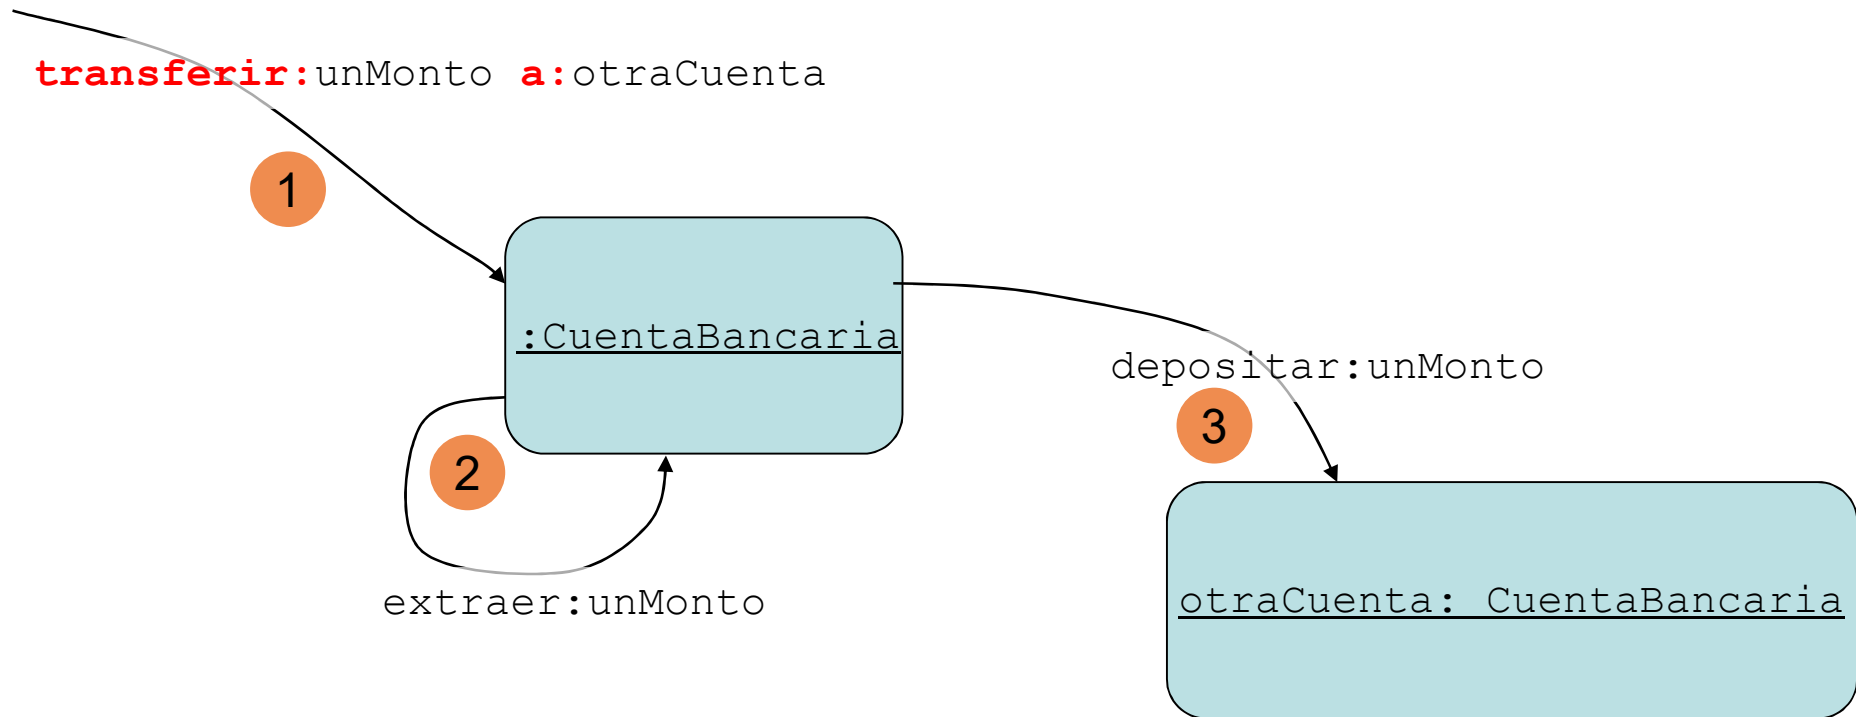 transferir:unMonto a:otraCuenta
1
:CuentaBancaria
depositar:unMonto
3
2
extraer:unMonto
otraCuenta: CuentaBancaria